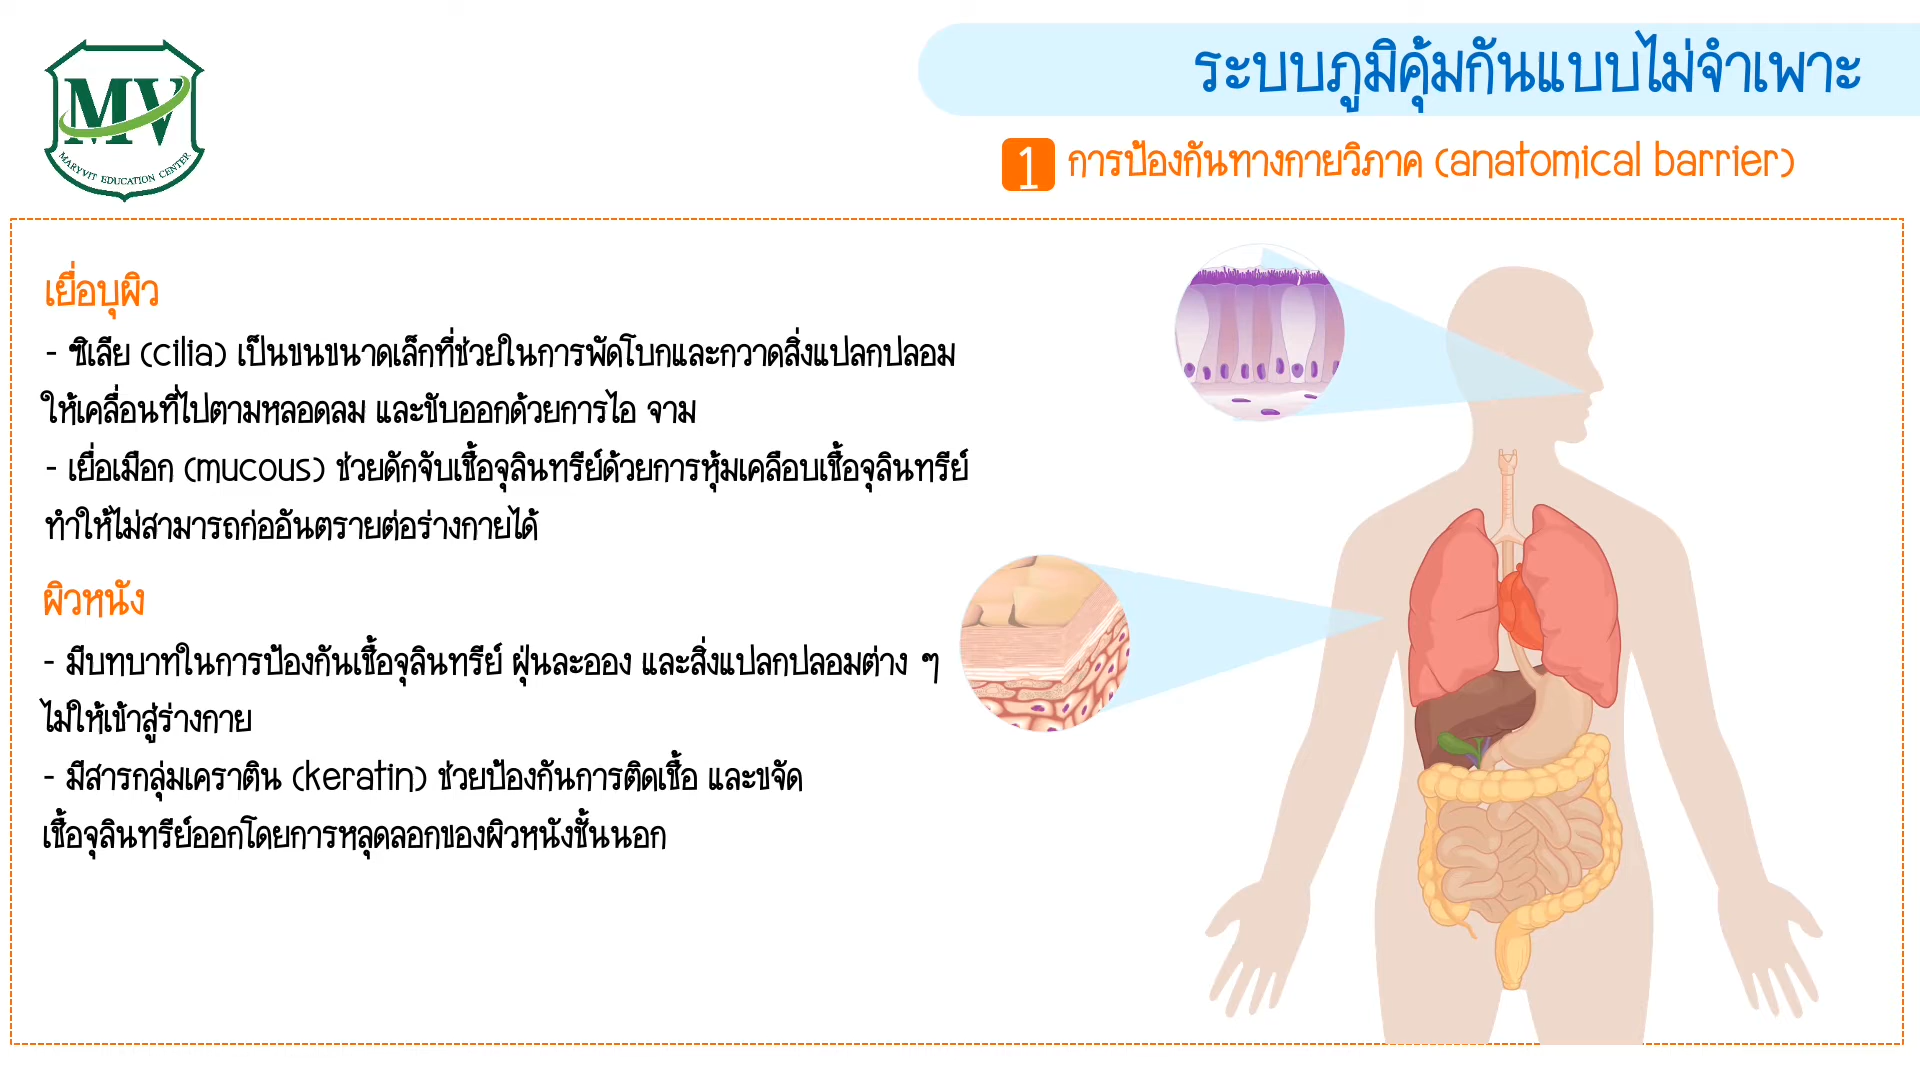 MV
MARYVIT EDUCATION CENTER
ระบบภูมิคุ้มกันแบบไม่จำเพาะ
1 การป้องกันทางกายวิภาค (anatomical barrier)
เยื่อบุผิว
- ซิเลีย (cilia) เป็นขนขนาดเล็กที่ช่วยในการพัดโบกและกวาดสิ่งแปลกปลอม
ให้เคลื่อนที่ไปตามหลอดลม และขับออกด้วยการไอ จาม
- เยื่อเมือก (mucous) ช่วยดักจับเชื้อจุลินทรีย์ด้วยการหุ้มเคลือบเชื้อจุลินทรีย์
ทำให้ไม่สามารถก่ออันตรายต่อร่างกายได้
ผิวหนัง
- มีบทบาทในการป้องกันเชื้อจุลินทรีย์ ฝุ่นละออง และสิ่งแปลกปลอมต่าง ๆ
ไม่ให้เข้าสู่ร่างกาย
- มีสารกลุ่มเคราติน (keratin) ช่วยป้องกันการติดเชื้อ และขจัด
เชื้อจุลินทรีย์ออกโดยการหลุดลอกของผิวหนังชั้นนอก